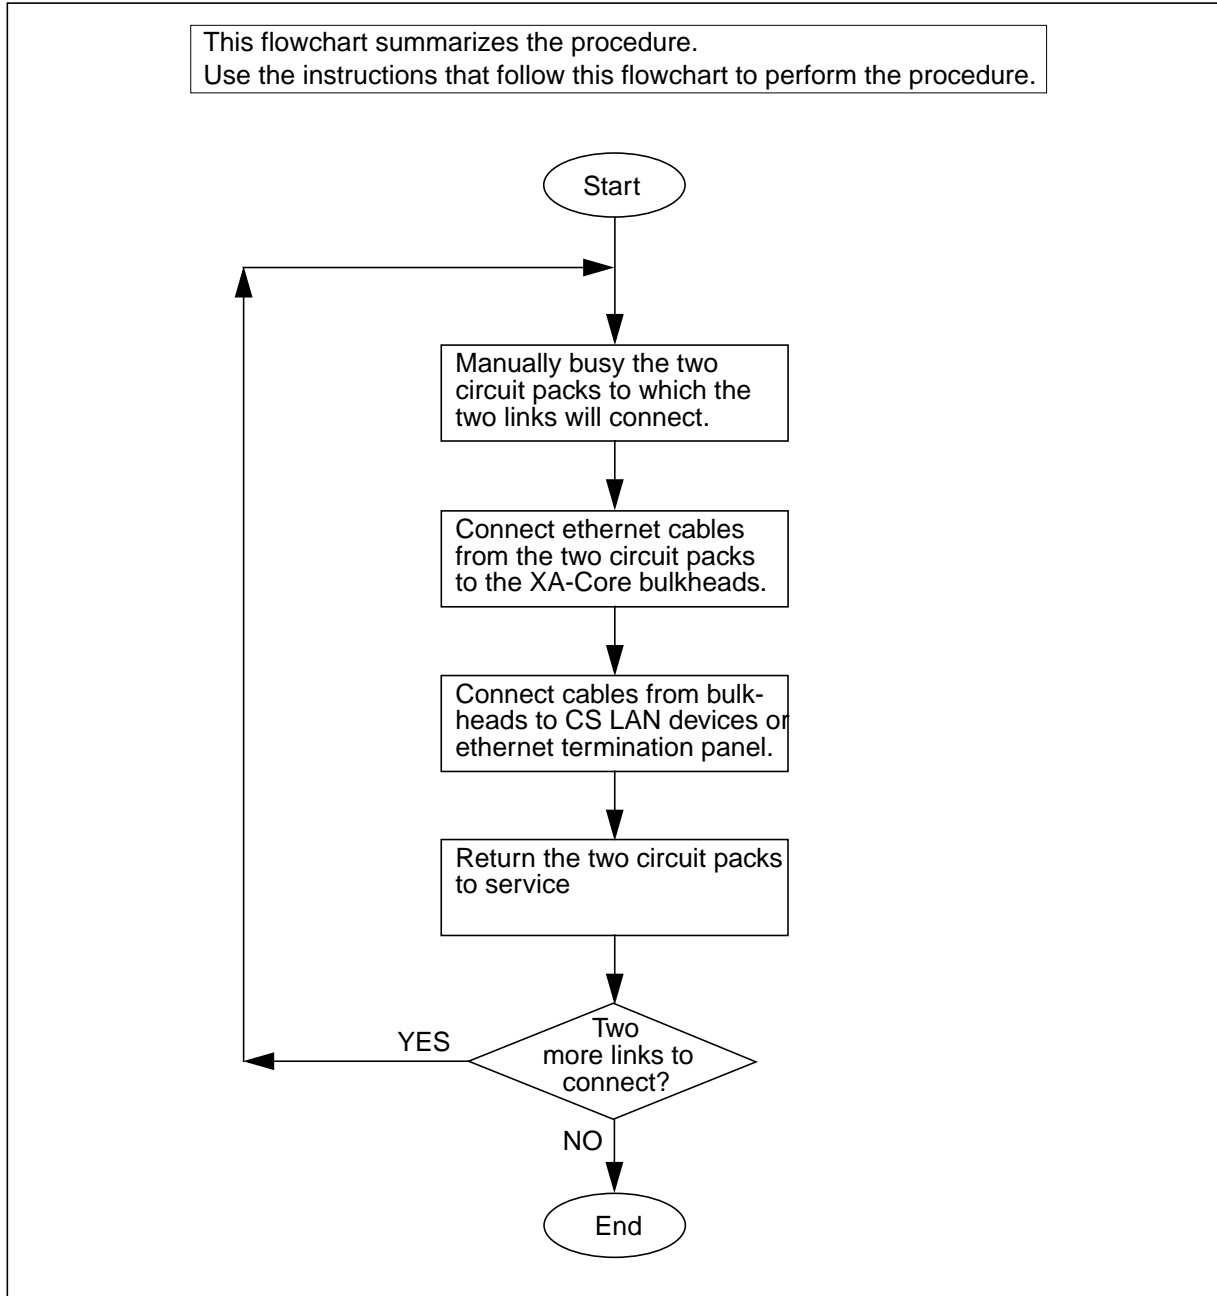 This flowchart summarizes the procedure.
Use the instructions that follow this flowchart to perform the procedure.
Start
Manually busy the two
circuit packs to which the
two links will connect.
Connect ethernet cables
from the two circuit packs
to the XA-Core bulkheads.
Connect cables from bulk-
heads to CS LAN devices or
ethernet termination panel.
Return the two circuit packs
to service
Two
more links to
connect?
YES
NO
End